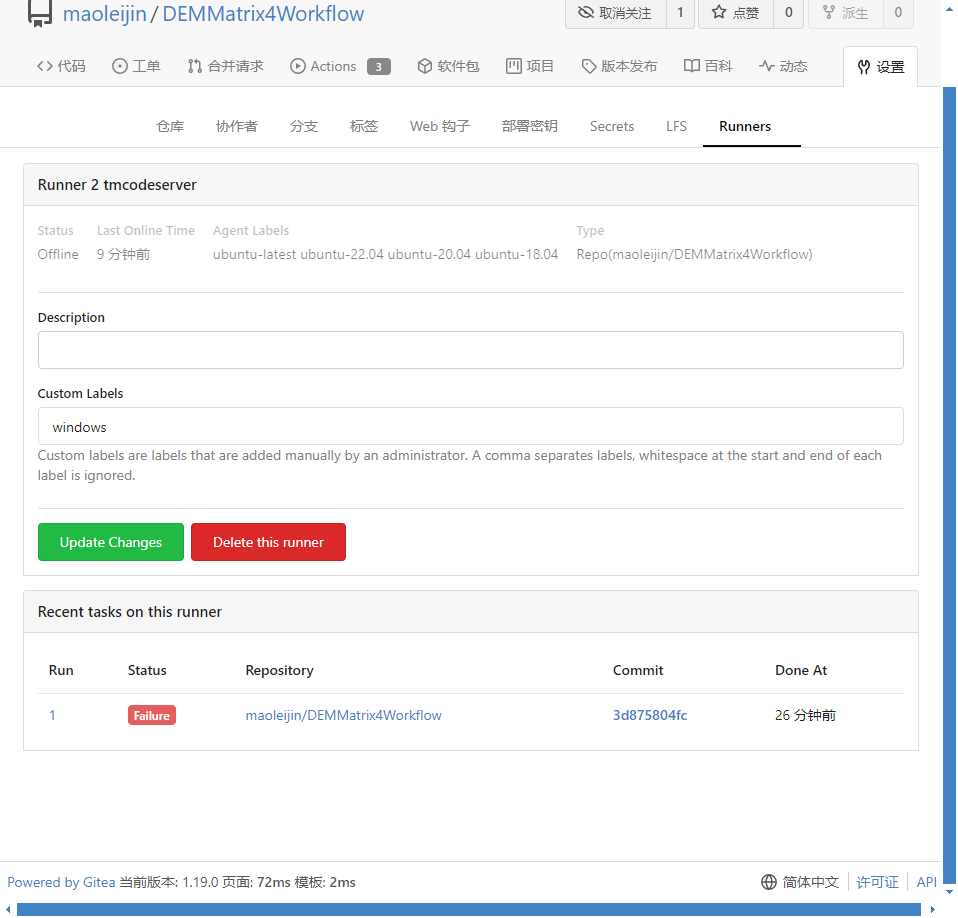 maoleijin / DEMMatrix4Workflow 取消关注 1 点赞 0 派生 0
代码 工单 合并请求 Actions 3 软件包 项目 版本发布 百科 动态 设置
仓库 协作者 分支 标签 Web 钩子 部署密钥 Secrets LFS Runners
Runner 2 tmcodeserver
Status Last Online Time Agent Labels Type
Offline 9 分钟前 ubuntu-latest ubuntu-22.04 ubuntu-20.04 ubuntu-18.04 Repo(maoleijin/DEMMatrix4Workflow)
Description
Custom Labels
windows
Custom labels are labels that are added manually by an administrator. A comma separates labels, whitespace at the start and end of each
label is ignored.
Update Changes Delete this runner
Recent tasks on this runner
Run Status Repository Commit Done At
1 Failure maoleijin/DEMMatrix4Workflow 3d875804fc 26 分钟前
Powered by Gitea 当前版本: 1.19.0 页面: 72ms 模板: 2ms 简体中文 许可证 API